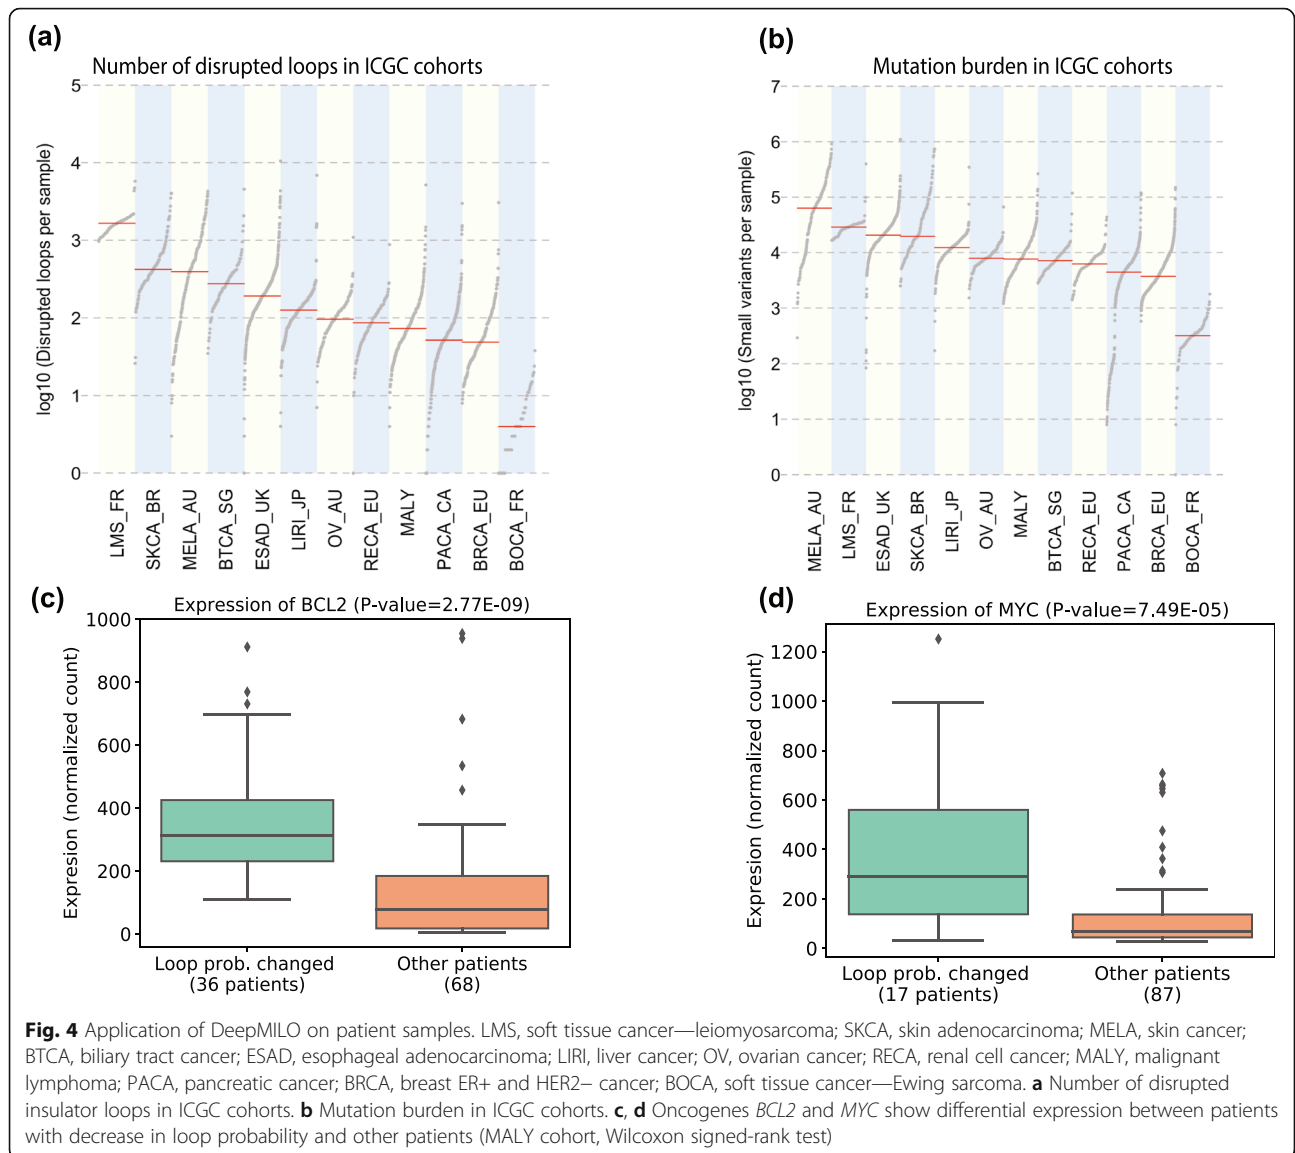 (a)
Number of disrupted loops in ICGC cohorts
log10 (Disrupted loops per sample)
5
4
3
2
1
0
LMS_FR
SKCA_BR
MELA_AU
BTCA_SG
ESAD_UK
LIRI_JP
OV_AU
RECA_EU
MALY
PACA_CA
BRCA_EU
BOCA_FR
(b)
Mutation burden in ICGC cohorts
log10 (Small variants per sample)
7
6
5
4
3
2
1
0
MELA_AU
LMS_FR
ESAD_UK
SKCA_BR
LIRI_JP
OV_AU
MALY
BTCA_SG
RECA_EU
PACA_CA
BRCA_EU
BOCA_FR
(c)
Expression of BCL2 (P-value=2.77E-09)
Expresion (normalized count)
1000
800
600
400
200
0
Loop prob. changed
(36 patients)
Other patients
(68)
(d)
Expression of MYC (P-value=7.49E-05)
Expresion (normalized count)
1200
1000
800
600
400
200
0
Loop prob. changed
(17 patients)
Other patients
(87)
Fig. 4 Application of DeepMILO on patient samples. LMS, soft tissue cancer—leiomyosarcoma; SKCA, skin adenocarcinoma; MELA, skin cancer;
BTCA, biliary tract cancer; ESAD, esophageal adenocarcinoma; LIRI, liver cancer; OV, ovarian cancer; RECA, renal cell cancer; MALY, malignant
lymphoma; PACA, pancreatic cancer; BRCA, breast ER+ and HER2− cancer; BOCA, soft tissue cancer—Ewing sarcoma. a Number of disrupted
insulator loops in ICGC cohorts. b Mutation burden in ICGC cohorts. c, d Oncogenes BCL2 and MYC show differential expression between patients
with decrease in loop probability and other patients (MALY cohort, Wilcoxon signed-rank test)